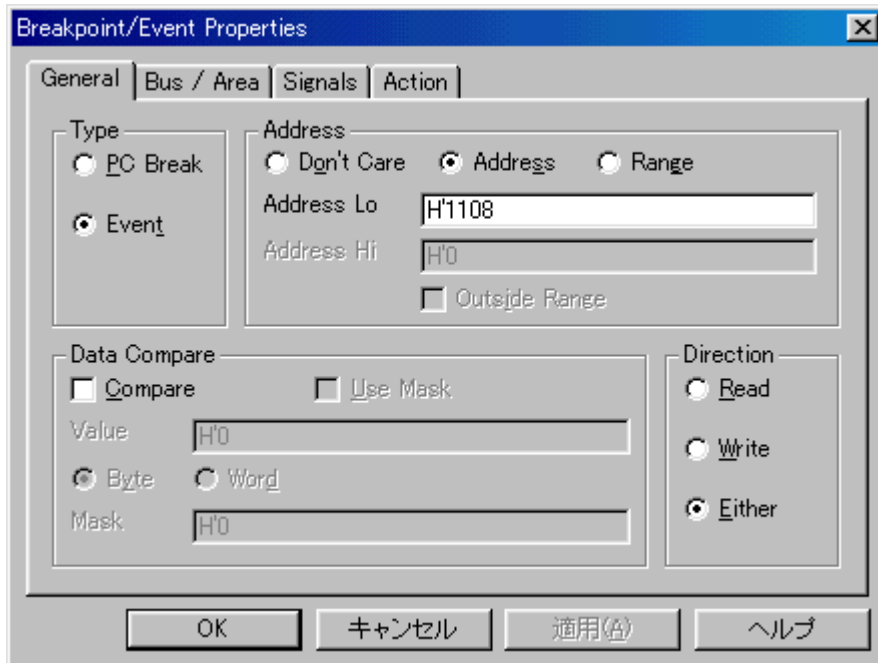 Breakpoint/Event Properties
General Bus / Area Signals Action
Type
PC Break
Event
Address
Don't Care Address Range
Address Lo H'1108
Address Hi H'0
Outside Range
Data Compare
Compare Use Mask
Value H'0
Byte Word
Mask H'0
Direction
Read
Write
Either
OK キャンセル 適用(A) ヘルプ